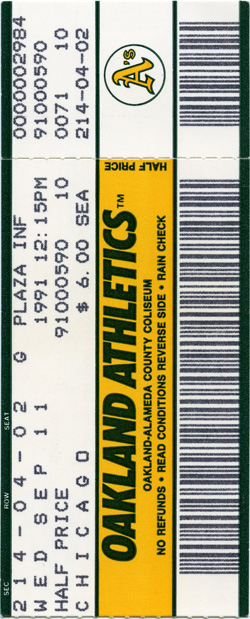 0000002984
91000590
0071 10
214-04-02
A's
HALF PRICE
SEC ROW SEAT
214-04-02 G PLAZA INF
WEDSEP 11 1991 12:15PM
HALF PRICE 91000590 10
CHICAGO $ 6.00 SEA
OAKLAND ATHLETICS™
OAKLAND-ALAMEDA COUNTY COLISEUM
NO REFUNDS • READ CONDITIONS REVERSE SIDE • RAIN CHECK